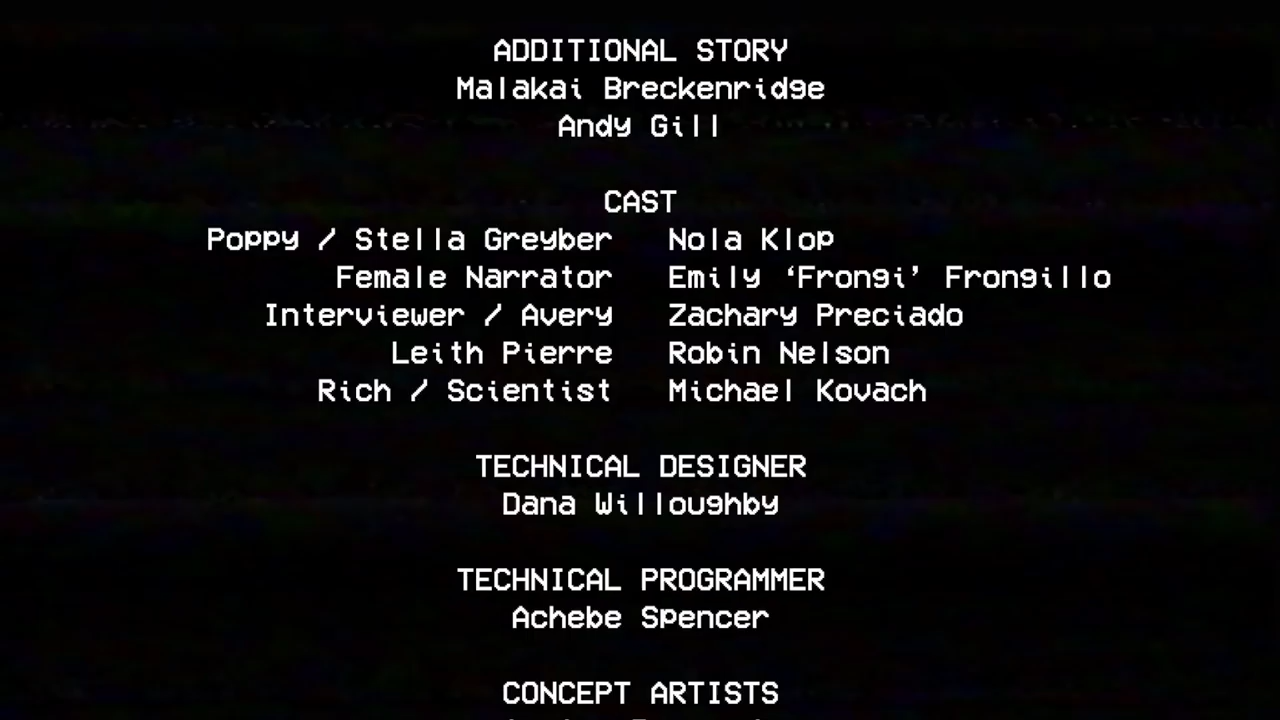 ADDITIONAL STORY
Malakai Breckenridge
Andy Gill
CAST
Poppy / Stella Greyber Nola Klop
Female Narrator Emily ‘Frongi’ Frongillo
Interviewer / Avery Zachary Preciado
Leith Pierre Robin Nelson
Rich / Scientist Michael Kovach
TECHNICAL DESIGNER
Dana Willoughby
TECHNICAL PROGRAMMER
Achebe Spencer
CONCEPT ARTISTS